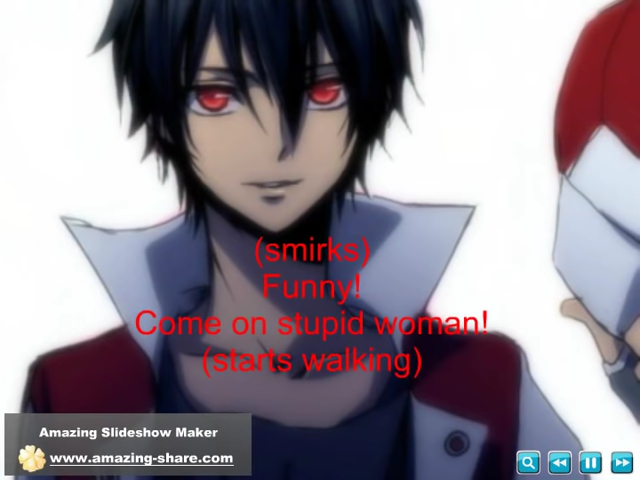 (smirks)
Funny!
Come on stupid woman!
(starts walking)
Amazing Slideshow Maker
www.amazing-share.com